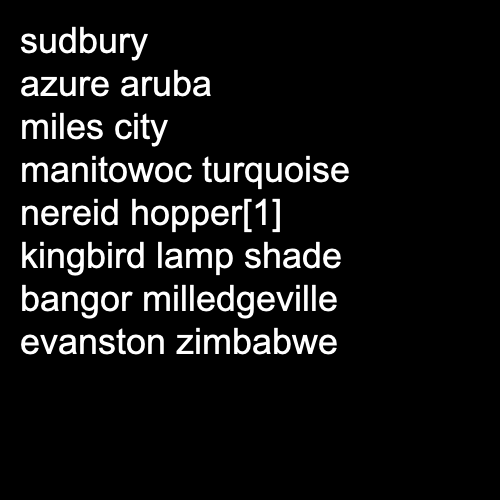 sudbury
azure aruba
miles city
manitowoc turquoise
nereid hopper[1]
kingbird lamp shade
bangor milledgeville
evanston zimbabwe